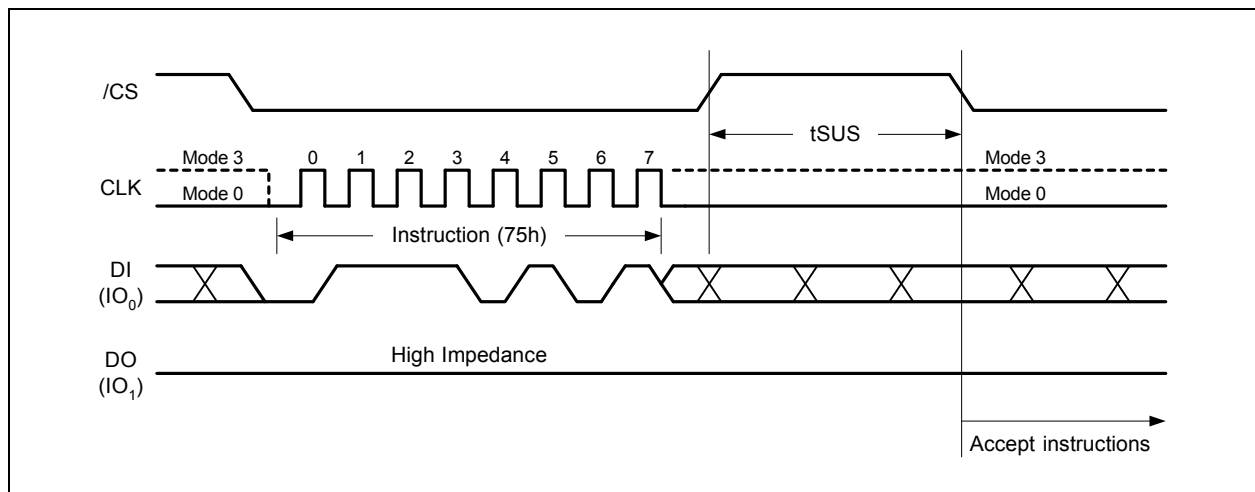 /CS
tSUS
Mode 3 0 1 2 3 4 5 6 7 Mode 3
CLK
Mode 0 Mode 0
Instruction (75h)
DI
(IO0)
High Impedance
DO
(IO1)
Accept instructions